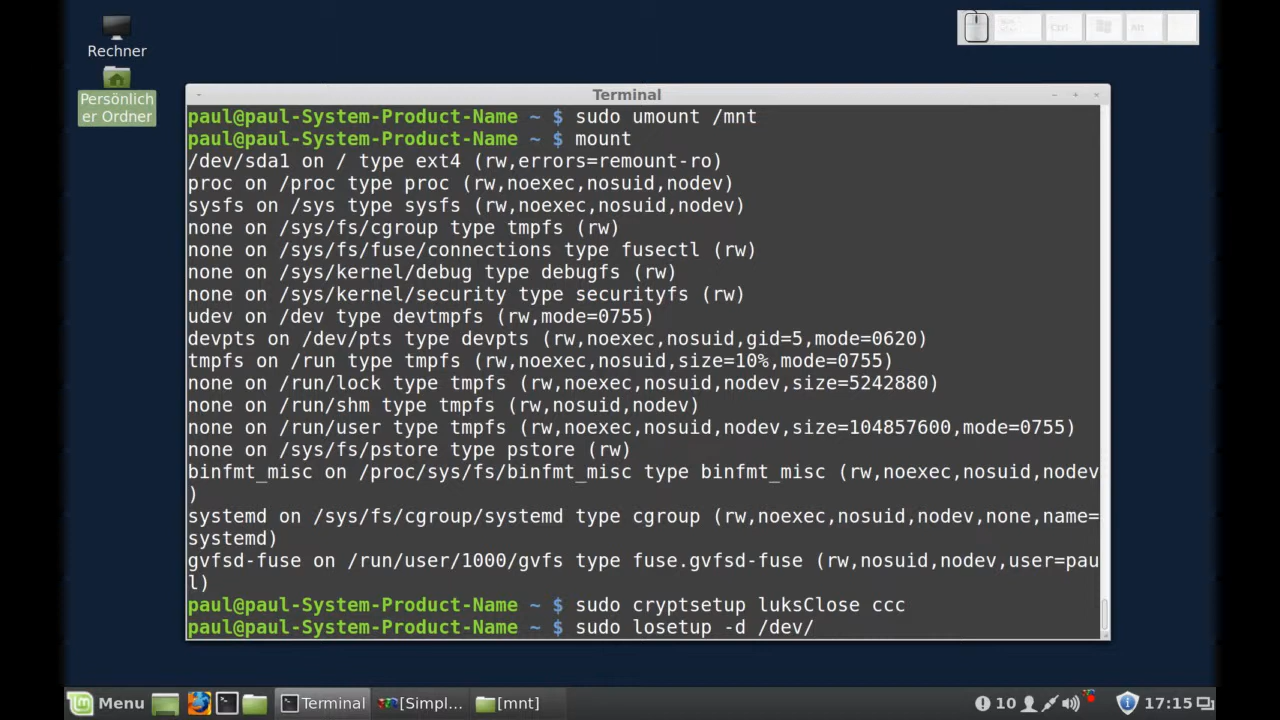 Rechner
Persönlich
er Ordner
Ctrl
Alt
Terminal
paul@paul-System-Product-Name ~ $ sudo umount /mnt
paul@paul-System-Product-Name ~ $ mount
/dev/sda1 on / type ext4 (rw,errors=remount-ro)
proc on /proc type proc (rw,noexec,nosuid,nodev)
sysfs on /sys type sysfs (rw,noexec,nosuid,nodev)
none on /sys/fs/cgroup type tmpfs (rw)
none on /sys/fs/fuse/connections type fusectl (rw)
none on /sys/kernel/debug type debugfs (rw)
none on /sys/kernel/security type securityfs (rw)
udev on /dev type devtmpfs (rw,mode=0755)
devpts on /dev/pts type devpts (rw,noexec,nosuid,gid=5,mode=0620)
tmpfs on /run type tmpfs (rw,noexec,nosuid,size=10%,mode=0755)
none on /run/lock type tmpfs (rw,noexec,nosuid,nodev,size=5242880)
none on /run/shm type tmpfs (rw,nosuid,nodev)
none on /run/user type tmpfs (rw,noexec,nosuid,nodev,size=104857600,mode=0755)
none on /sys/fs/pstore type pstore (rw)
binfmt_misc on /proc/sys/fs/binfmt_misc type binfmt_misc (rw,noexec,nosuid,nodev
)
systemd on /sys/fs/cgroup/systemd type cgroup (rw,noexec,nosuid,nodev,none,name=
systemd)
gvfsd-fuse on /run/user/1000/gvfs type fuse.gvfsd-fuse (rw,nosuid,nodev,user=pau
l)
paul@paul-System-Product-Name ~ $ sudo cryptsetup luksClose ccc
paul@paul-System-Product-Name ~ $ sudo losetup -d /dev/
Menu Terminal [Simpl... [mnt] 10 17:15